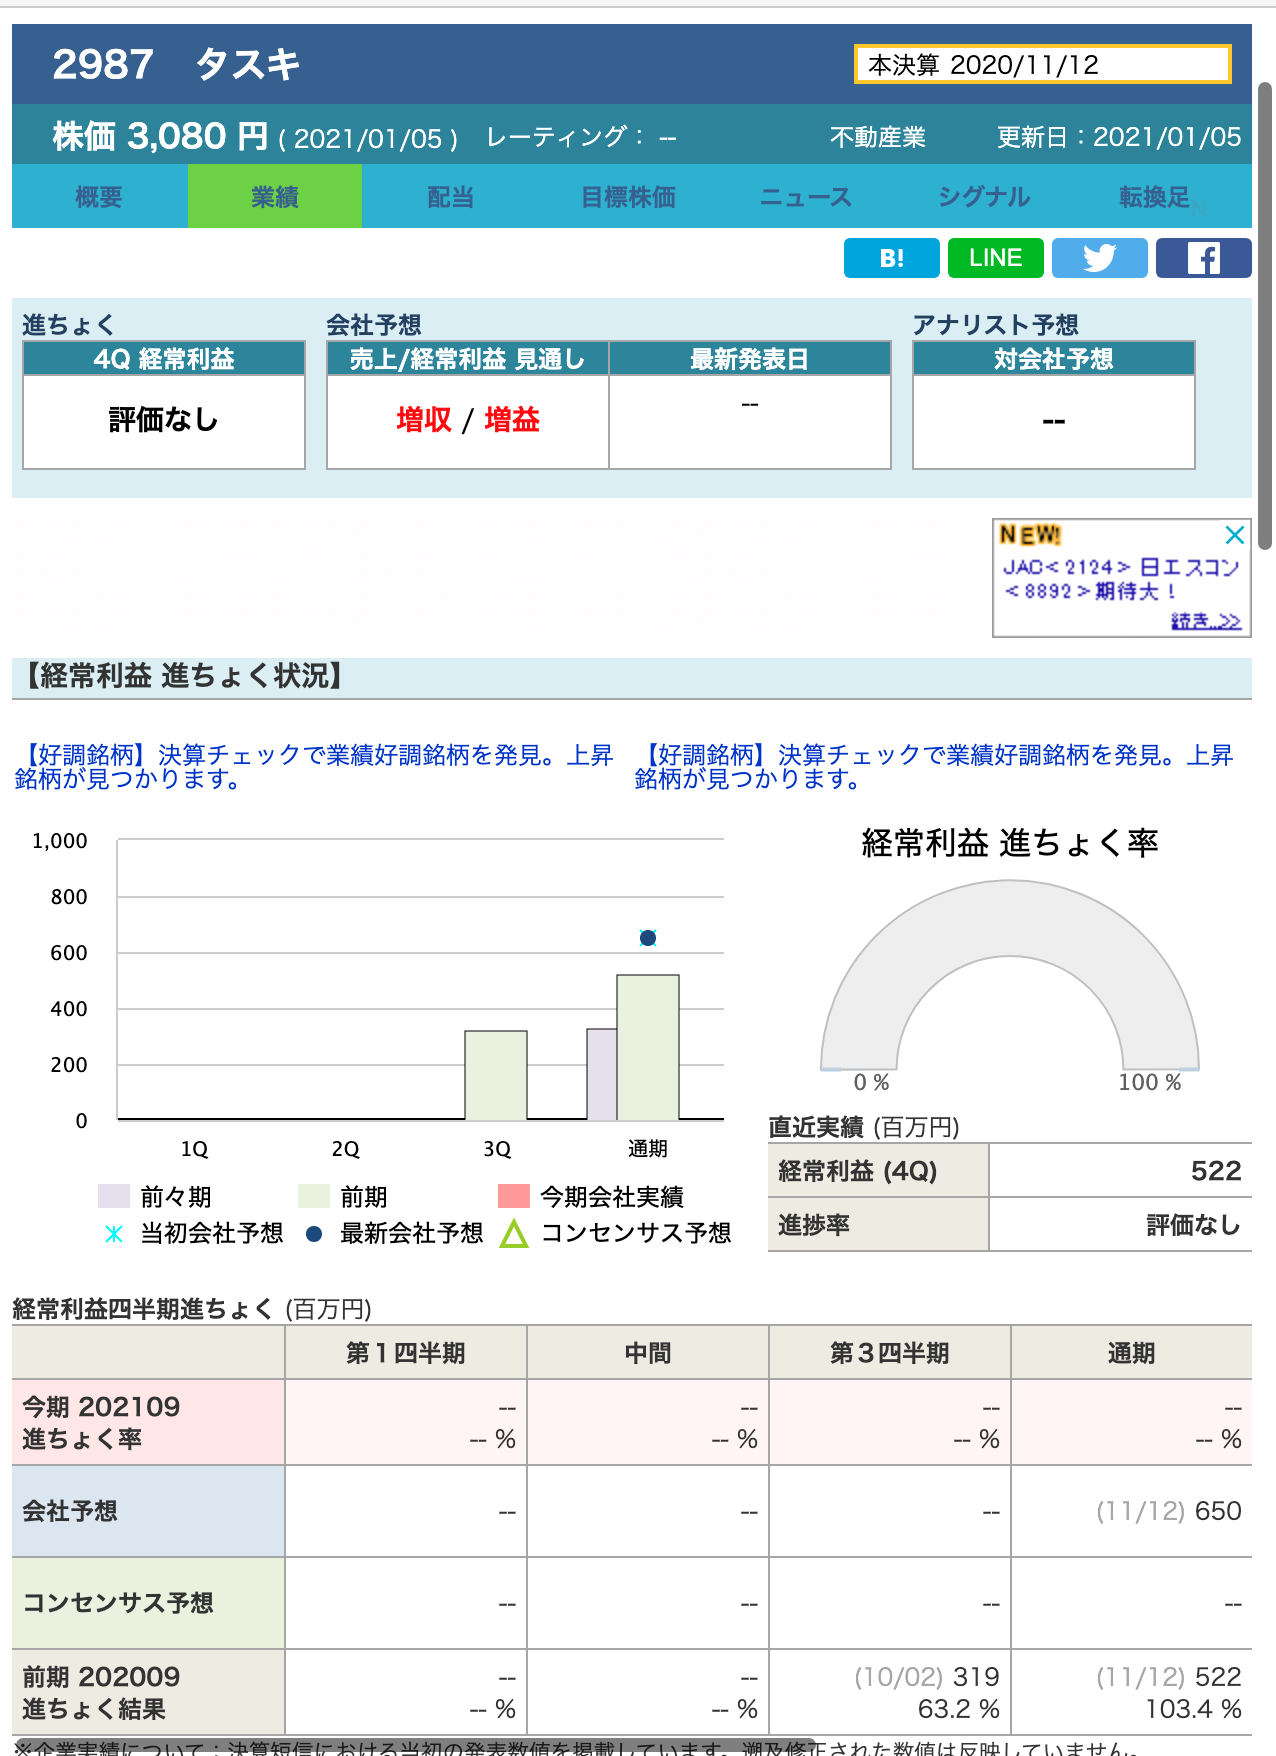 2987 タスキ
本決算 2020/11/12
株価 3,080 円 ( 2021/01/05 ) レーティング： -- 不動産業 更新日：2021/01/05
概要 業績 配当 目標株価 ニュース シグナル 転換足
B! LINE
進ちょく 会社予想 アナリスト予想
4Q 経常利益 売上/経常利益 見通し 最新発表日 対会社予想
評価なし 増収 / 増益 -- --
NEW!
JAC<2124> 日エスコン
<8892>期待大！
続き..>>
【経常利益 進ちょく状況】
【好調銘柄】決算チェックで業績好調銘柄を発見。上昇
銘柄が見つかります。
【好調銘柄】決算チェックで業績好調銘柄を発見。上昇
銘柄が見つかります。
1,000
800
600
400
200
0
1Q 2Q 3Q 通期
前々期 前期 今期会社実績
当初会社予想 最新会社予想 コンセンサス予想
経常利益 進ちょく率
0 % 100 %
直近実績 (百万円)
経常利益 (4Q) 522
進捗率 評価なし
経常利益四半期進ちょく (百万円)
第１四半期 中間 第３四半期 通期
今期 202109 -- -- -- --
進ちょく率 -- % -- % -- % -- %
会社予想 -- -- -- (11/12) 650
コンセンサス予想 -- -- -- --
前期 202009 -- -- (10/02) 319 (11/12) 522
進ちょく結果 -- % -- % 63.2 % 103.4 %
※企業実績について：決算短信における当初の発表数値を掲載しています。遡及修正された数値は反映していません。